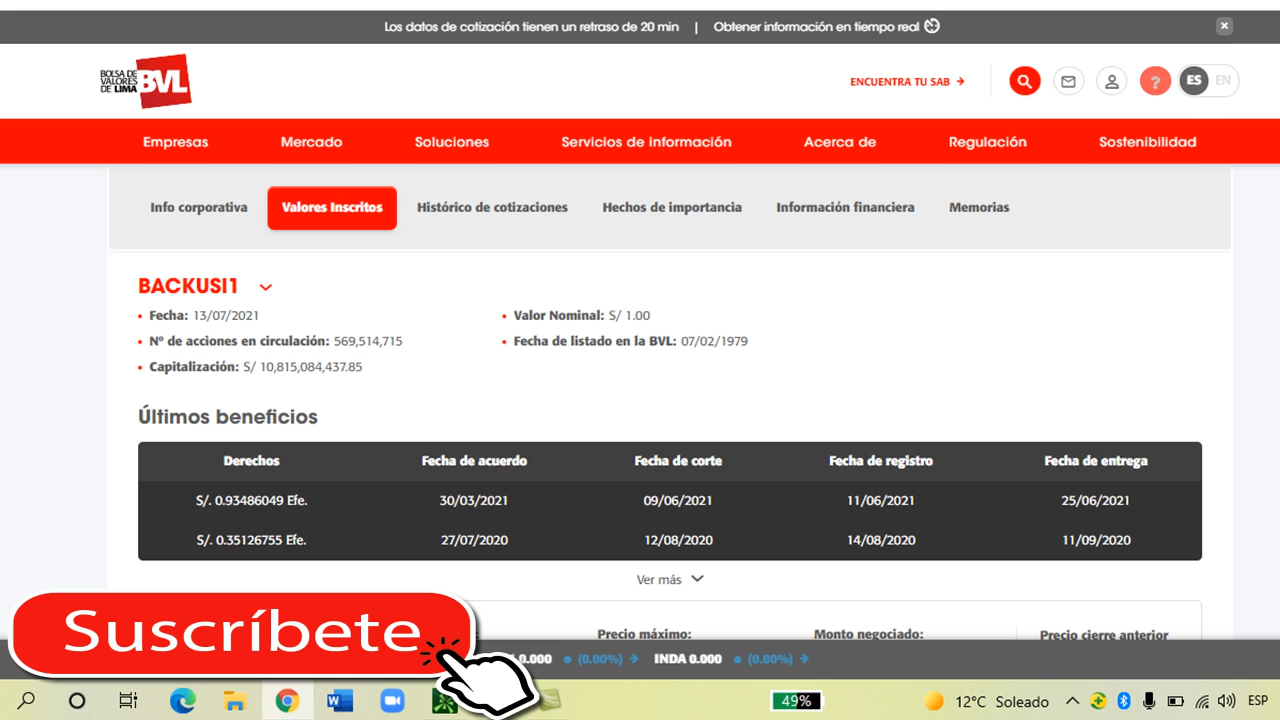 Los datos de cotización tienen un retraso de 20 min | Obtener información en tiempo real
BOLSA DE VALORES DE LIMA BVL
ENCUENTRA TU SAB
ES EN
Empresas Mercado Soluciones Servicios de información Acerca de Regulación Sostenibilidad
Info corporativa Valores Inscritos Histórico de cotizaciones Hechos de importancia Información financiera Memorias
BACKUSI1
• Fecha: 13/07/2021 • Valor Nominal: S/ 1.00
• Nº de acciones en circulación: 569,514,715 • Fecha de listado en la BVL: 07/02/1979
• Capitalización: S/ 10,815,084,437.85
Últimos beneficios
Derechos Fecha de acuerdo Fecha de corte Fecha de registro Fecha de entrega
S/. 0.93486049 Efe. 30/03/2021 09/06/2021 11/06/2021 25/06/2021
S/. 0.35126755 Efe. 27/07/2020 12/08/2020 14/08/2020 11/09/2020
Ver más
Precio máximo: Monto negociado: Precio cierre anterior
Suscríbete
0.000 (0.00%) INDA 0.000 (0.00%)
49% 12°C Soleado ESP